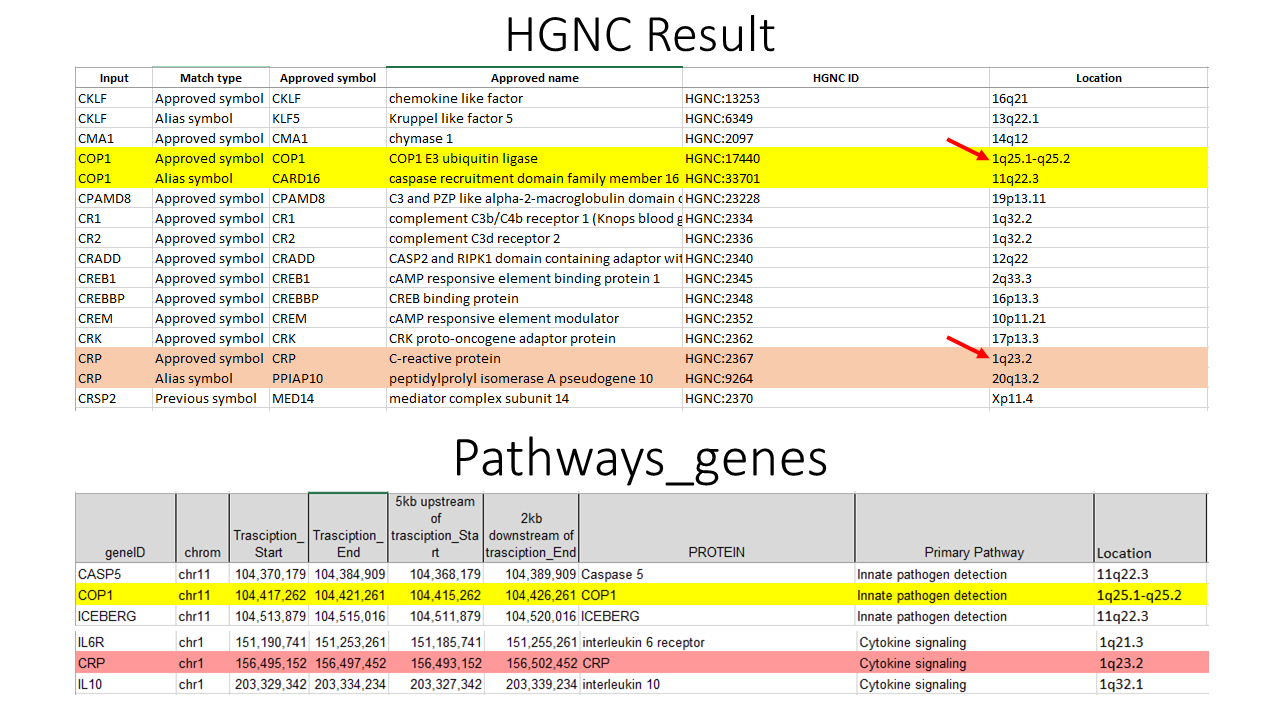 HGNC Result
Input Match type Approved symbol Approved name HGNC ID Location
CKLF Approved symbol CKLF chemokine like factor HGNC:13253 16q21
CKLF Alias symbol KLF5 Kruppel like factor 5 HGNC:6349 13q22.1
CMA1 Approved symbol CMA1 chymase 1 HGNC:2097 14q12
COP1 Approved symbol COP1 COP1 E3 ubiquitin ligase HGNC:17440 1q25.1-q25.2
COP1 Alias symbol CARD16 caspase recruitment domain family member 16 HGNC:33701 11q22.3
CPAMD8 Approved symbol CPAMD8 C3 and PZP like alpha-2-macroglobulin domain c HGNC:23228 19p13.11
CR1 Approved symbol CR1 complement C3b/C4b receptor 1 (Knops blood g HGNC:2334 1q32.2
CR2 Approved symbol CR2 complement C3d receptor 2 HGNC:2336 1q32.2
CRADD Approved symbol CRADD CASP2 and RIPK1 domain containing adaptor wit HGNC:2340 12q22
CREB1 Approved symbol CREB1 cAMP responsive element binding protein 1 HGNC:2345 2q33.3
CREBBP Approved symbol CREBBP CREB binding protein HGNC:2348 16p13.3
CREM Approved symbol CREM cAMP responsive element modulator HGNC:2352 10p11.21
CRK Approved symbol CRK CRK proto-oncogene adaptor protein HGNC:2362 17p13.3
CRP Approved symbol CRP C-reactive protein HGNC:2367 1q23.2
CRP Alias symbol PPIAP10 peptidylprolyl isomerase A pseudogene 10 HGNC:9264 20q13.2
CRSP2 Previous symbol MED14 mediator complex subunit 14 HGNC:2370 Xp11.4
Pathways_genes
geneID chrom Trasciption_Start Trasciption_End 5kb upstream of trasciption_Start 2kb downstream of trasciption_End PROTEIN Primary Pathway Location
CASP5 chr11 104,370,179 104,384,909 104,368,179 104,389,909 Caspase 5 Innate pathogen detection 11q22.3
COP1 chr11 104,417,262 104,421,261 104,415,262 104,426,261 COP1 Innate pathogen detection 1q25.1-q25.2
ICEBERG chr11 104,513,879 104,515,016 104,511,879 104,520,016 ICEBERG Innate pathogen detection 11q22.3
IL6R chr1 151,190,741 151,253,261 151,185,741 151,255,261 interleukin 6 receptor Cytokine signaling 1q21.3
CRP chr1 156,495,152 156,497,452 156,493,152 156,502,452 CRP Cytokine signaling 1q23.2
IL10 chr1 203,329,342 203,334,234 203,327,342 203,339,234 interleukin 10 Cytokine signaling 1q32.1